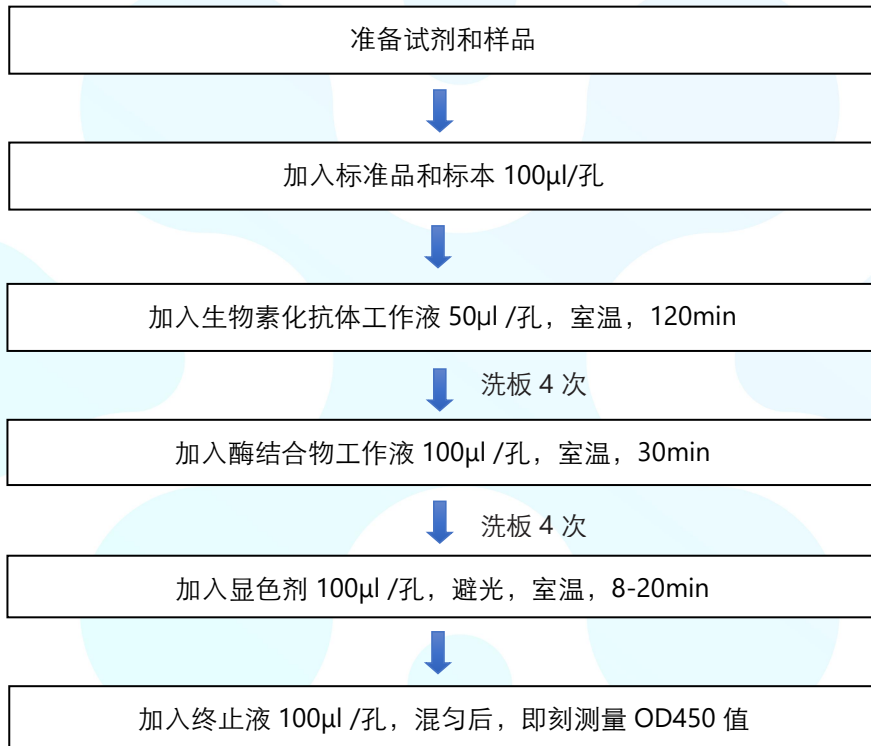 准备试剂和样品
加入标准品和标本 100μl/孔
加入生物素化抗体工作液 50μl /孔，室温，120min
洗板 4 次
加入酶结合物工作液 100μl /孔，室温，30min
洗板 4 次
加入显色剂 100μl /孔，避光，室温，8-20min
加入终止液 100μl /孔，混匀后，即刻测量 OD450 值